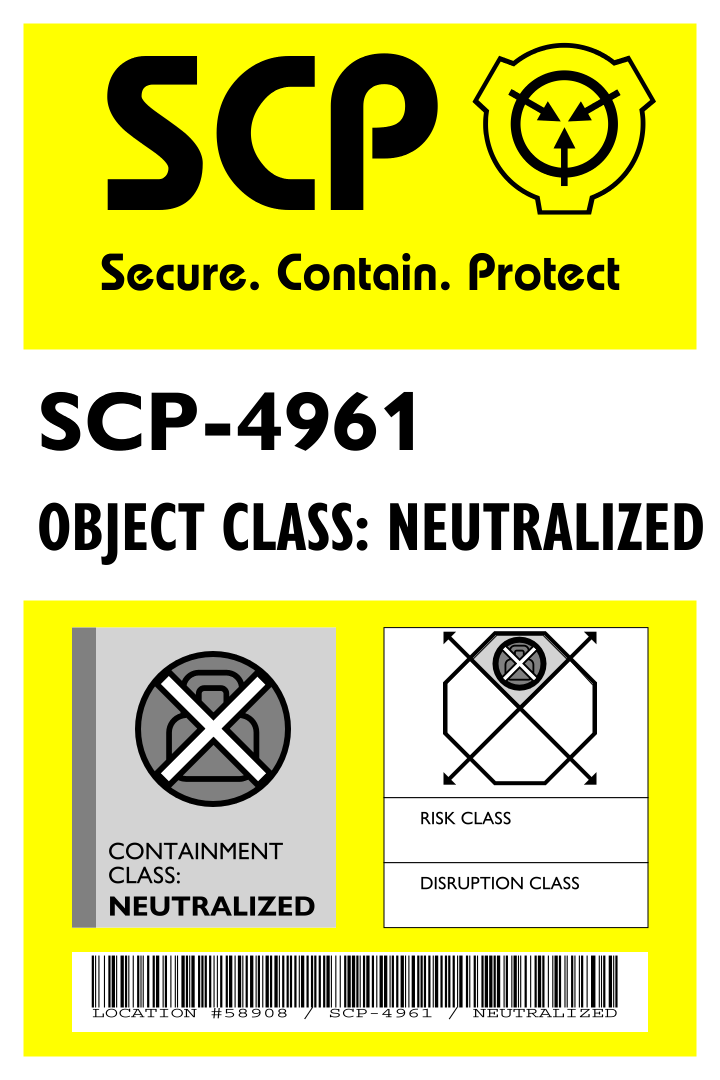 SCP
Secure. Contain. Protect
SCP-4961
OBJECT CLASS: NEUTRALIZED
CONTAINMENT
CLASS:
NEUTRALIZED
RISK CLASS
DISRUPTION CLASS
LOCATION #58908 / SCP-4961 / NEUTRALIZED